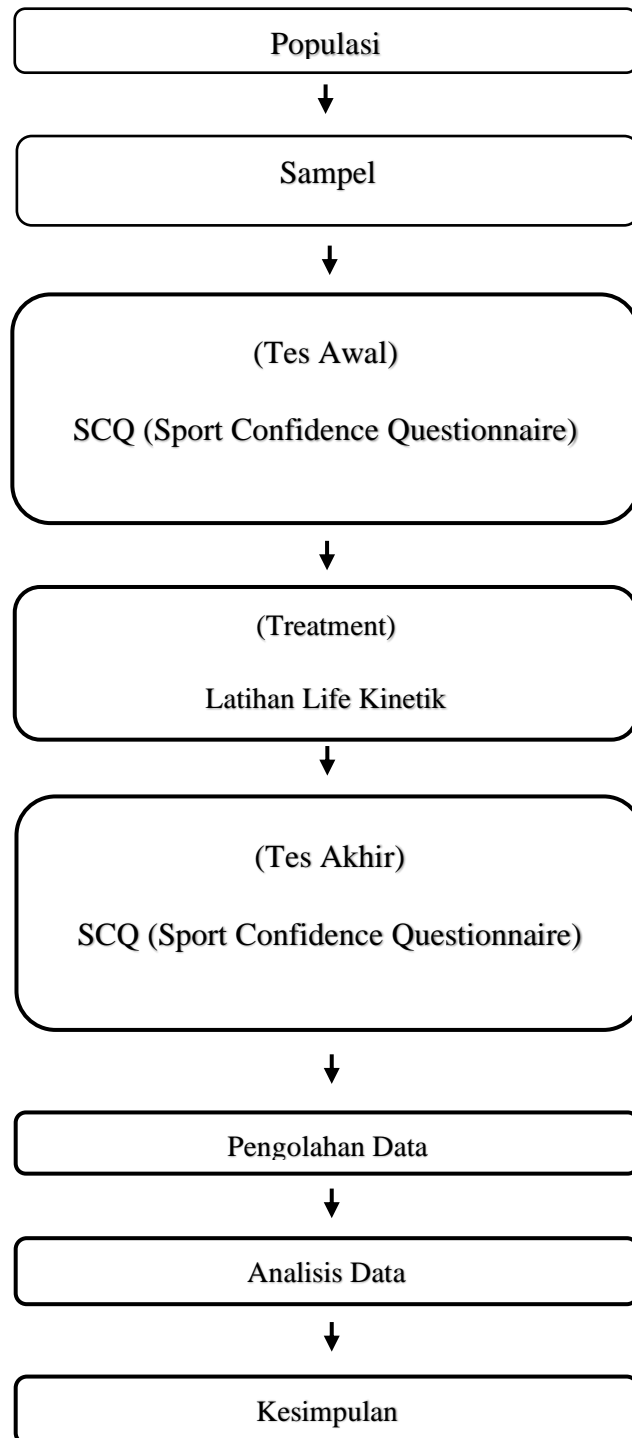 Populasi
Sampel
(Tes Awal)
SCQ (Sport Confidence Questionnaire)
(Treatment)
Latihan Life Kinetik
(Tes Akhir)
SCQ (Sport Confidence Questionnaire)
Pengolahan Data
Analisis Data
Kesimpulan